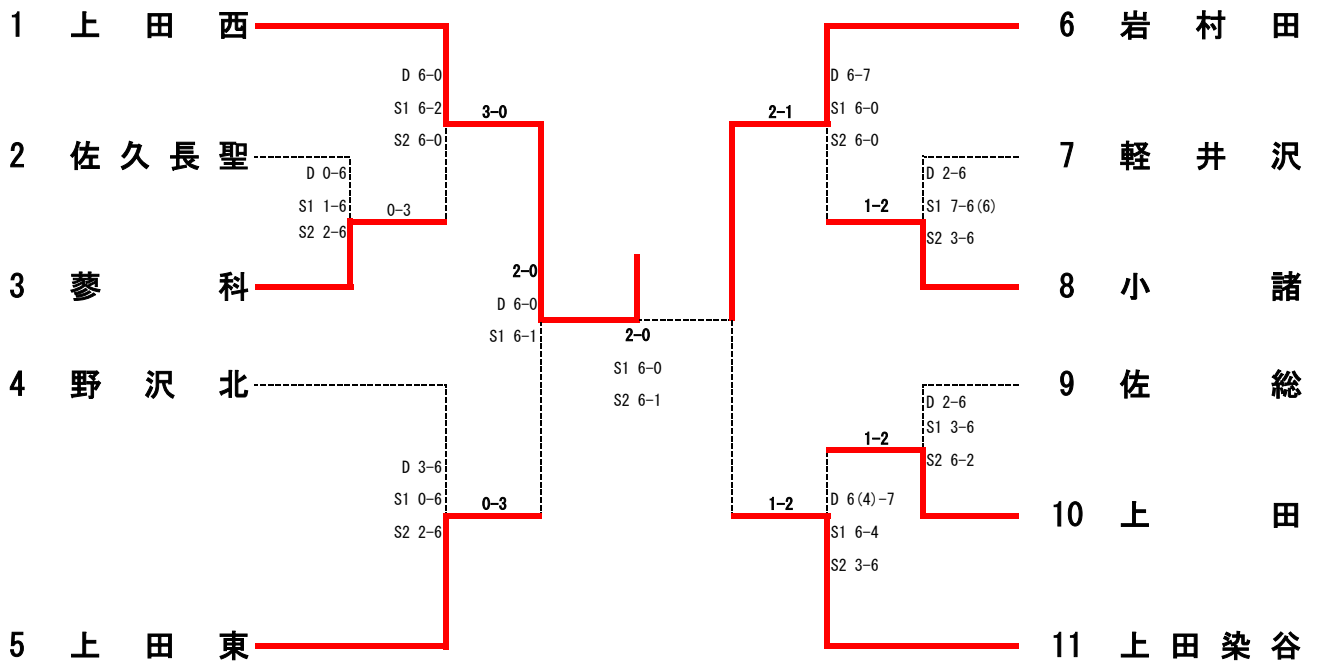 1 上田西
D 6-0
S1 6-2
S2 6-0
3-0
2 佐久長聖
D 0-6
S1 1-6
S2 2-6
0-3
3 蓼科
2-0
D 6-0
S1 6-1
4 野沢北
D 3-6
S1 0-6
S2 2-6
0-3
5 上田東
2-0
S1 6-0
S2 6-1
6 岩村田
2-1
D 6-7
S1 6-0
S2 6-0
7 軽井沢
D 2-6
S1 7-6(6)
S2 3-6
1-2
8 小諸
9 佐総
D 2-6
S1 3-6
S2 6-2
1-2
10 上田
1-2
D 6(4)-7
S1 6-4
S2 3-6
11 上田染谷